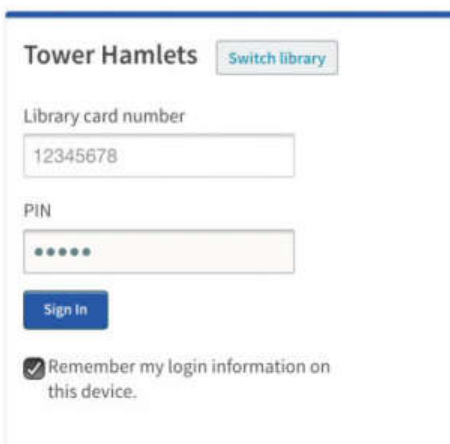 Tower Hamlets Switch library
Library card number
12345678
PIN
•••••
Sign In
Remember my login information on
this device.